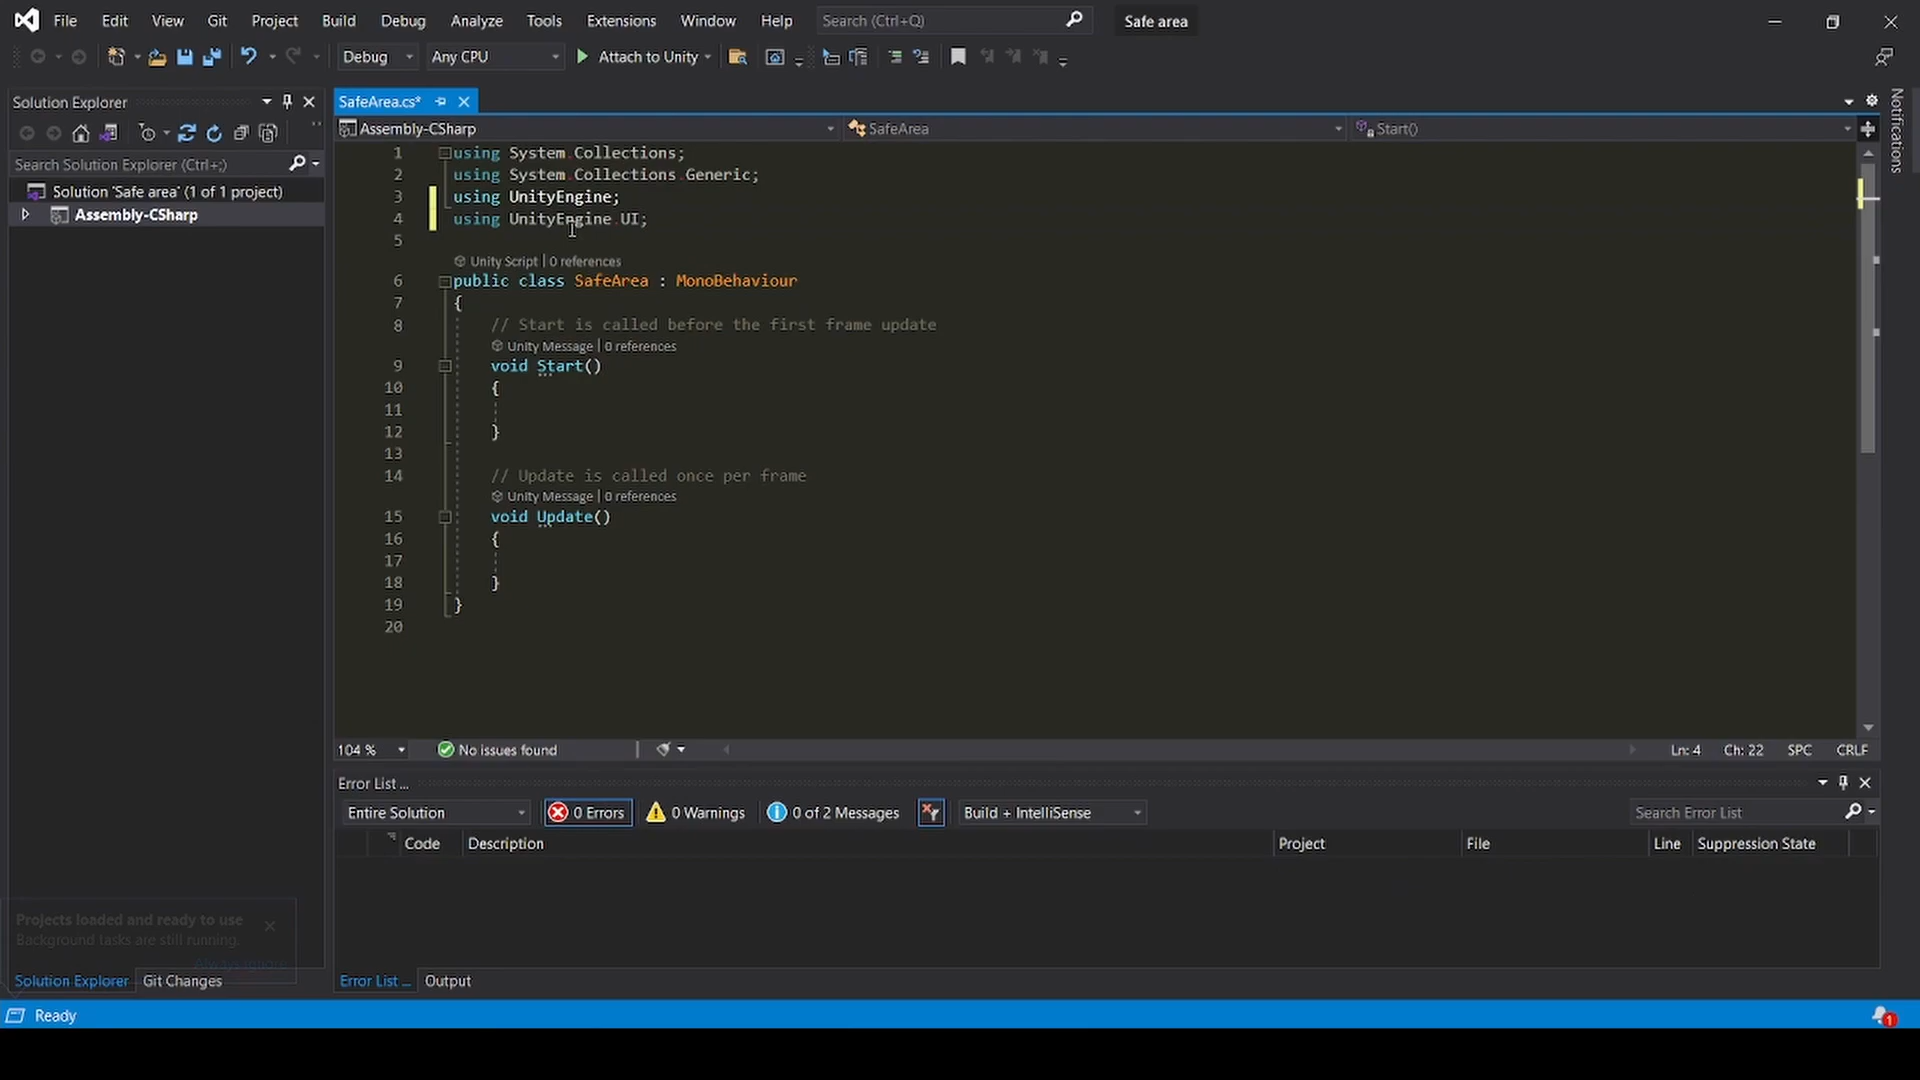 File Edit View Git Project Build Debug Analyze Tools Extensions Window Help Search (Ctrl+Q) Safe area
Debug Any CPU Attach to Unity
Solution Explorer
Search Solution Explorer (Ctrl+;)
Solution 'Safe area' (1 of 1 project)
Assembly-CSharp
SafeArea.cs*
Assembly-CSharp SafeArea Start()
1 using System.Collections;
2 using System.Collections.Generic;
3 using UnityEngine;
4 using UnityEngine.UI;
5
Unity Script | 0 references
6 public class SafeArea : MonoBehaviour
7 {
8 // Start is called before the first frame update
Unity Message | 0 references
9 void Start()
10 {
11
12 }
13
14 // Update is called once per frame
Unity Message | 0 references
15 void Update()
16 {
17
18 }
19 }
20
104 % No issues found Ln: 4 Ch: 22 SPC CRLF
Error List ...
Entire Solution 0 Errors 0 Warnings 0 of 2 Messages Build + IntelliSense Search Error List
Code Description Project File Line Suppression State
Projects loaded and ready to use
Background tasks are still running.
Always Ignore
Solution Explorer Git Changes
Error List ... Output
Ready
1
Notifications